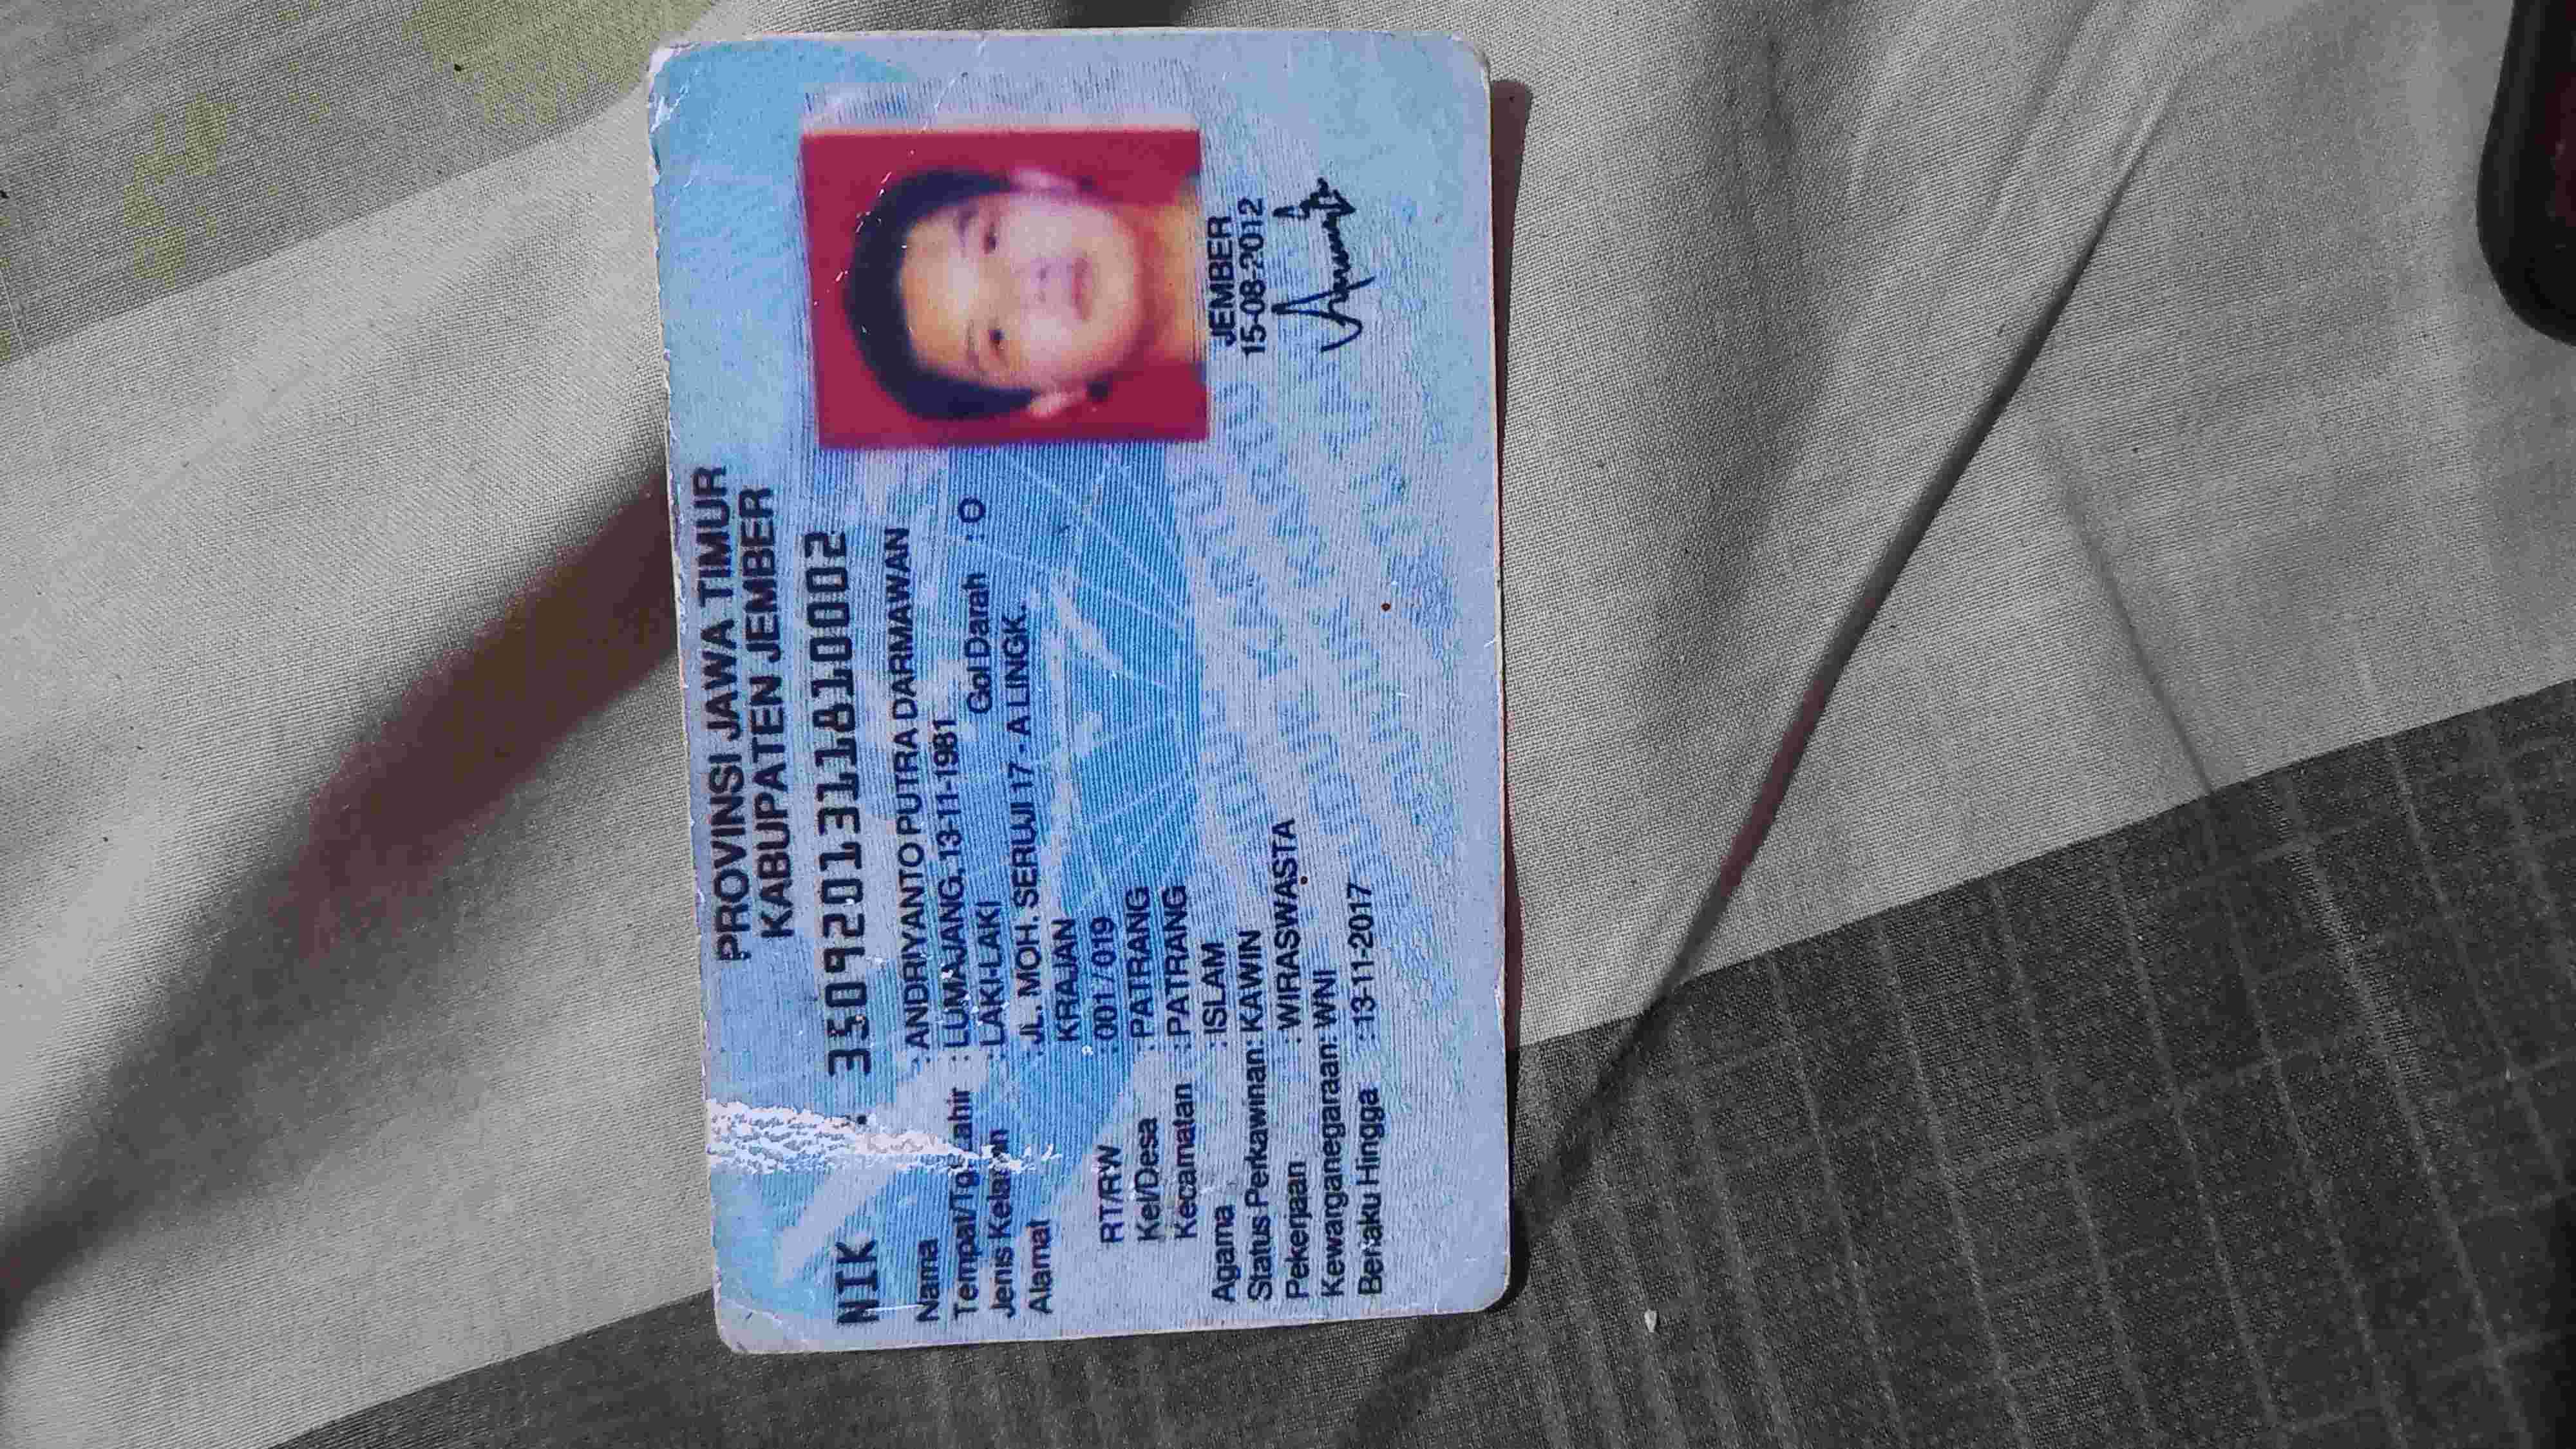 PROVINSI JAWA TIMUR
KABUPATEN JEMBER
NIK : 3509201311810002
Nama : ANDRIYANTO PUTRA DARMAWAN
Tempat/Tgl Lahir : LUMAJANG, 13-11-1981
Jenis Kelamin : LAKI-LAKI Gol Darah : O
Alamat : JL. MOH. SERUJI 17 - A LINGK.
KRAJAN
RT/RW : 001 / 019
Kel/Desa : PATRANG
Kecamatan : PATRANG
Agama : ISLAM
Status Perkawinan: KAWIN
Pekerjaan : WIRASWASTA
Kewarganegaraan: WNI
Berlaku Hingga : 13-11-2017
JEMBER
15-08-2012